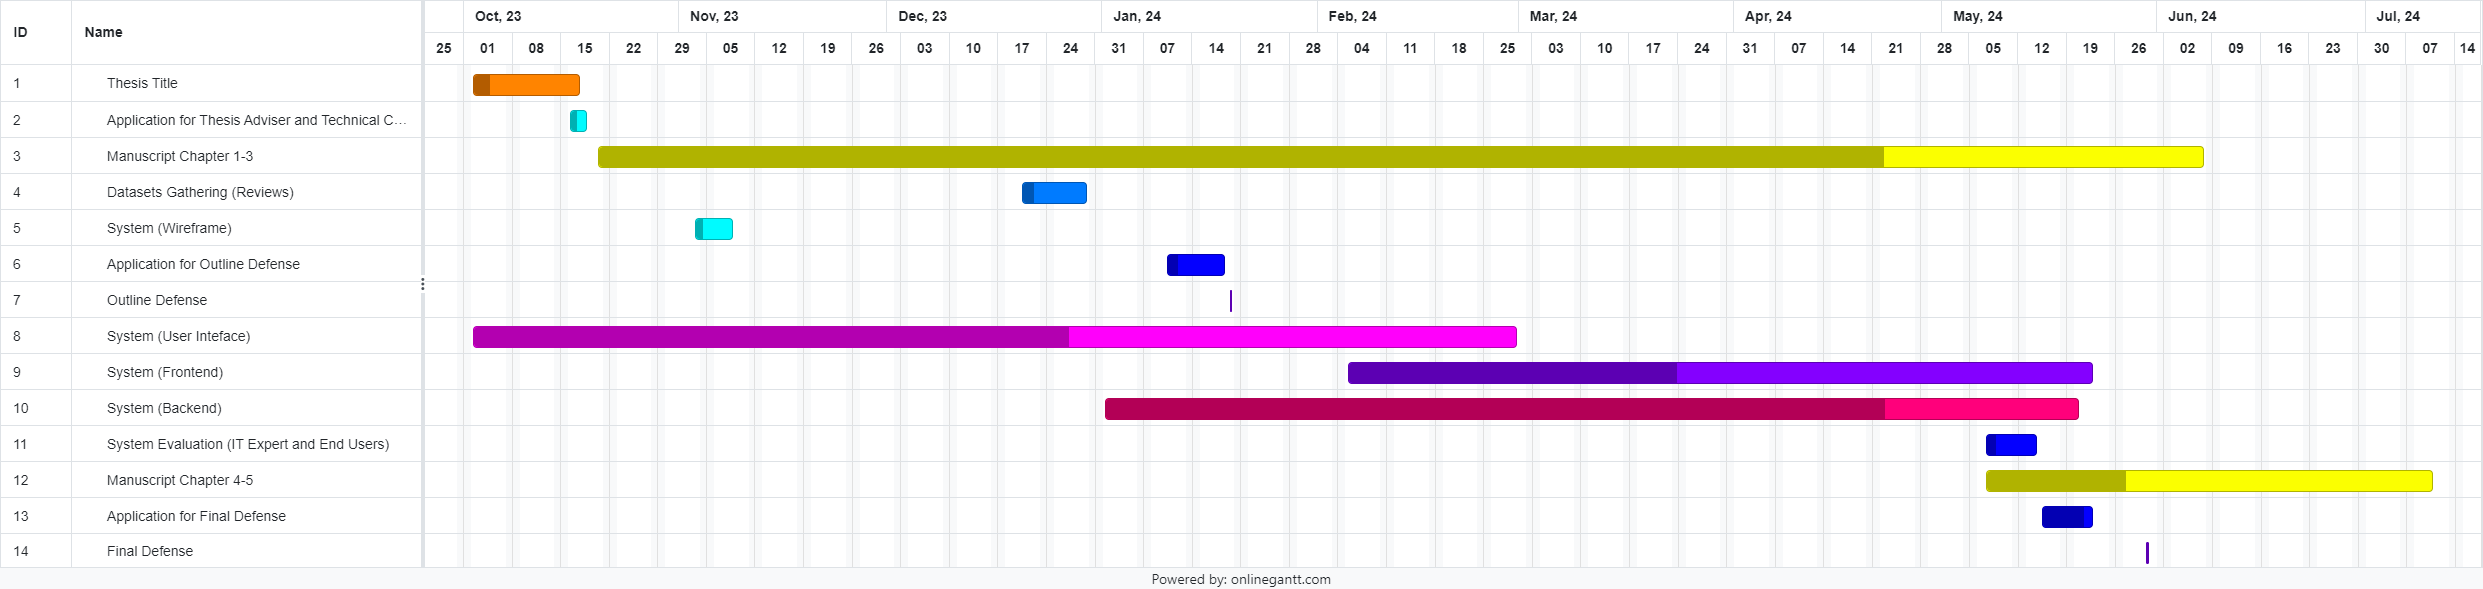 ID Name Oct, 23 Nov, 23 Dec, 23 Jan, 24 Feb, 24 Mar, 24 Apr, 24 May, 24 Jun, 24 Jul, 24
25 01 08 15 22 29 05 12 19 26 03 10 17 24 31 07 14 21 28 04 11 18 25 03 10 17 24 31 07 14 21 28 05 12 19 26 02 09 16 23 30 07 14
1 Thesis Title
2 Application for Thesis Adviser and Technical C...
3 Manuscript Chapter 1-3
4 Datasets Gathering (Reviews)
5 System (Wireframe)
6 Application for Outline Defense
7 Outline Defense
8 System (User Inteface)
9 System (Frontend)
10 System (Backend)
11 System Evaluation (IT Expert and End Users)
12 Manuscript Chapter 4-5
13 Application for Final Defense
14 Final Defense
Powered by: onlinegantt.com